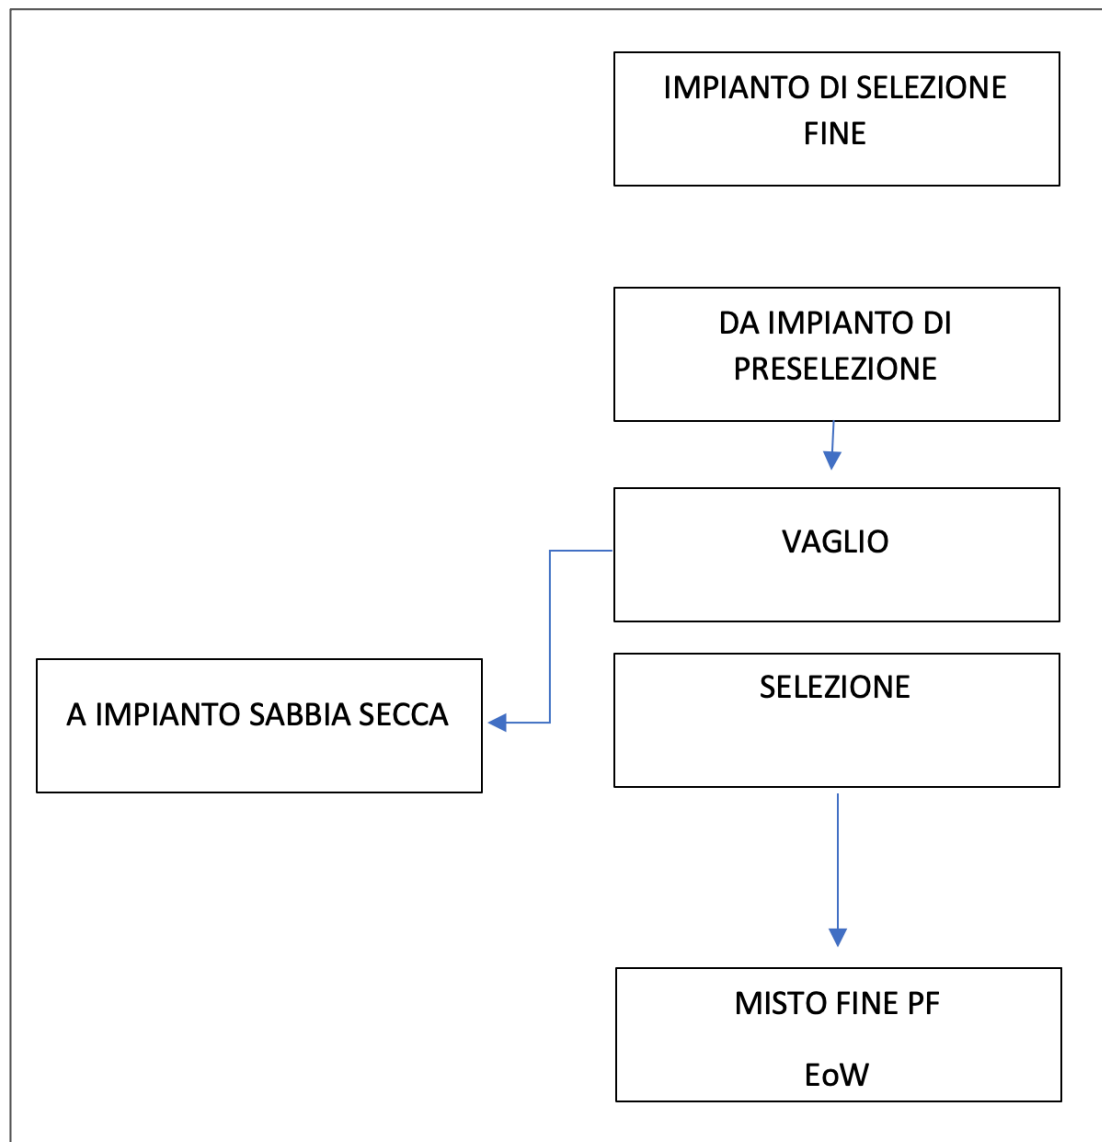 IMPIANTO DI SELEZIONE
FINE
DA IMPIANTO DI
PRESELEZIONE
VAGLIO
A IMPIANTO SABBIA SECCA
SELEZIONE
MISTO FINE PF
EoW